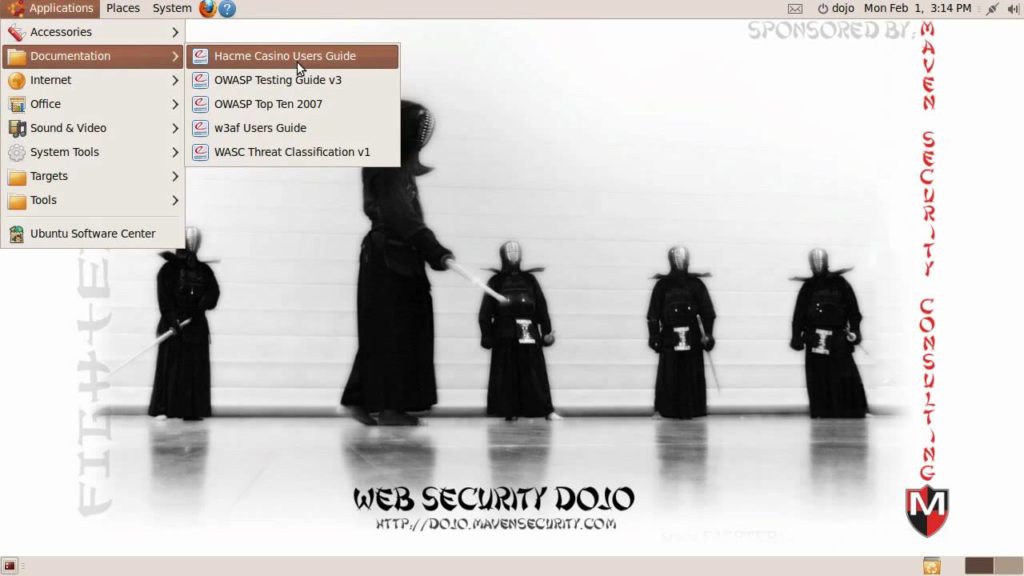 Applications Places System
dojo Mon Feb 1, 3:14 PM
Accessories
Documentation
Internet
Office
Sound & Video
System Tools
Targets
Tools
Ubuntu Software Center
Hacme Casino Users Guide
OWASP Testing Guide v3
OWASP Top Ten 2007
w3af Users Guide
WASC Threat Classification v1
SPONSORED BY:
MAVEN SECURITY CONSULTING
M
WEB SECURITY DOJO
HTTP://DOJO.MAVENSECURITY.COM